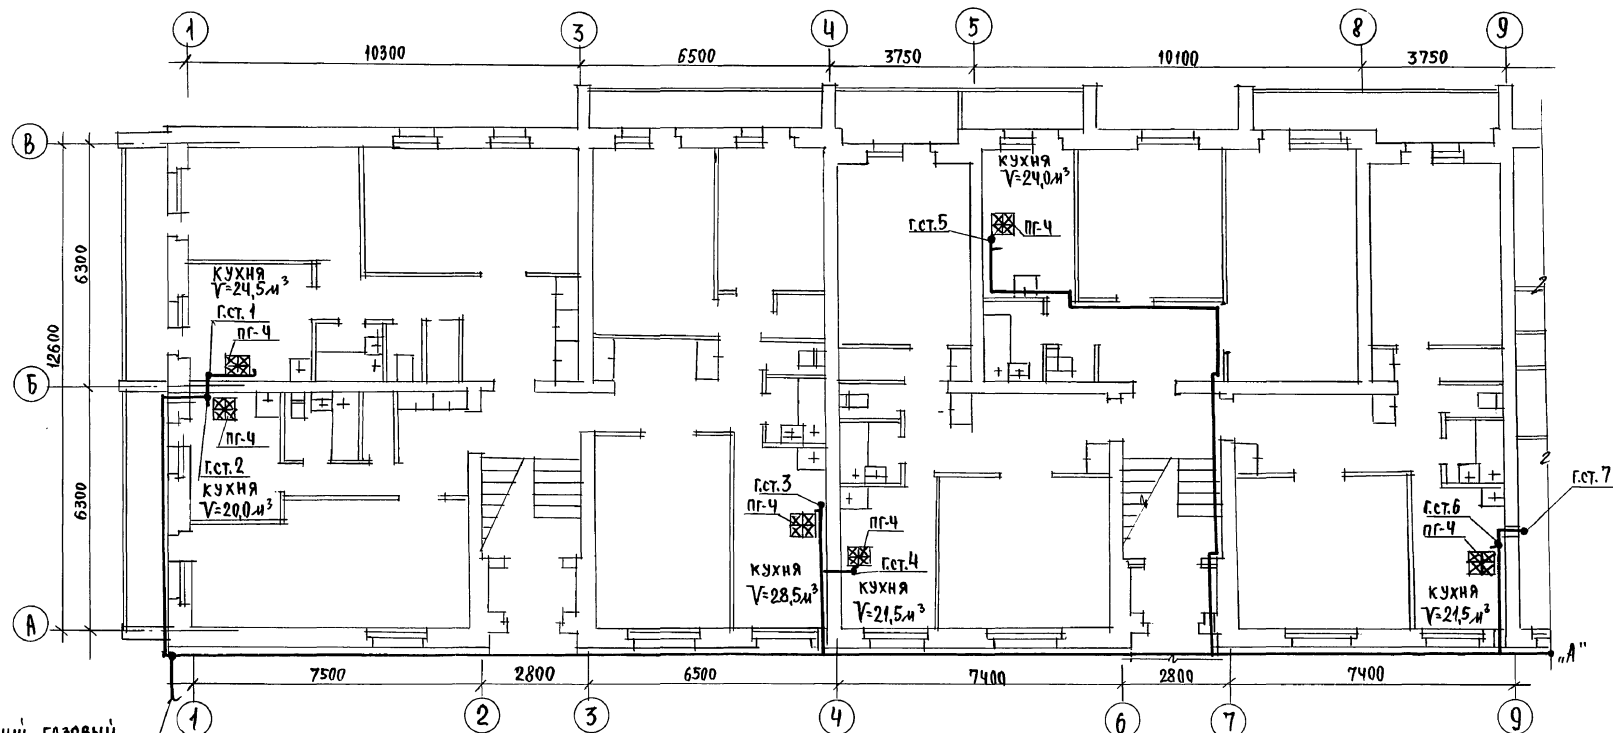 1 3 4 5 8 9
10300 6500 3750 10100 3750
В
Б
А
6300
12600
6300
КУХНЯ
V=24,5м³
Г.СТ.1
ПГ-4
ПГ-4
Г.СТ.2
КУХНЯ
V=20,0м³
Г.СТ.3
ПГ-4
КУХНЯ
V=28,5м³
ПГ-4
Г.СТ.4
КУХНЯ
V=21,5м³
КУХНЯ
V=24,0м³
Г.СТ.5
ПГ-4
Г.СТ.7
Г.СТ.6
ПГ-4
КУХНЯ
V=21,5м³
2
2
„А"
7500 2800 6500 7400 2800 7400
1 2 3 4 6 7 9
ГАЗОВЫЙ